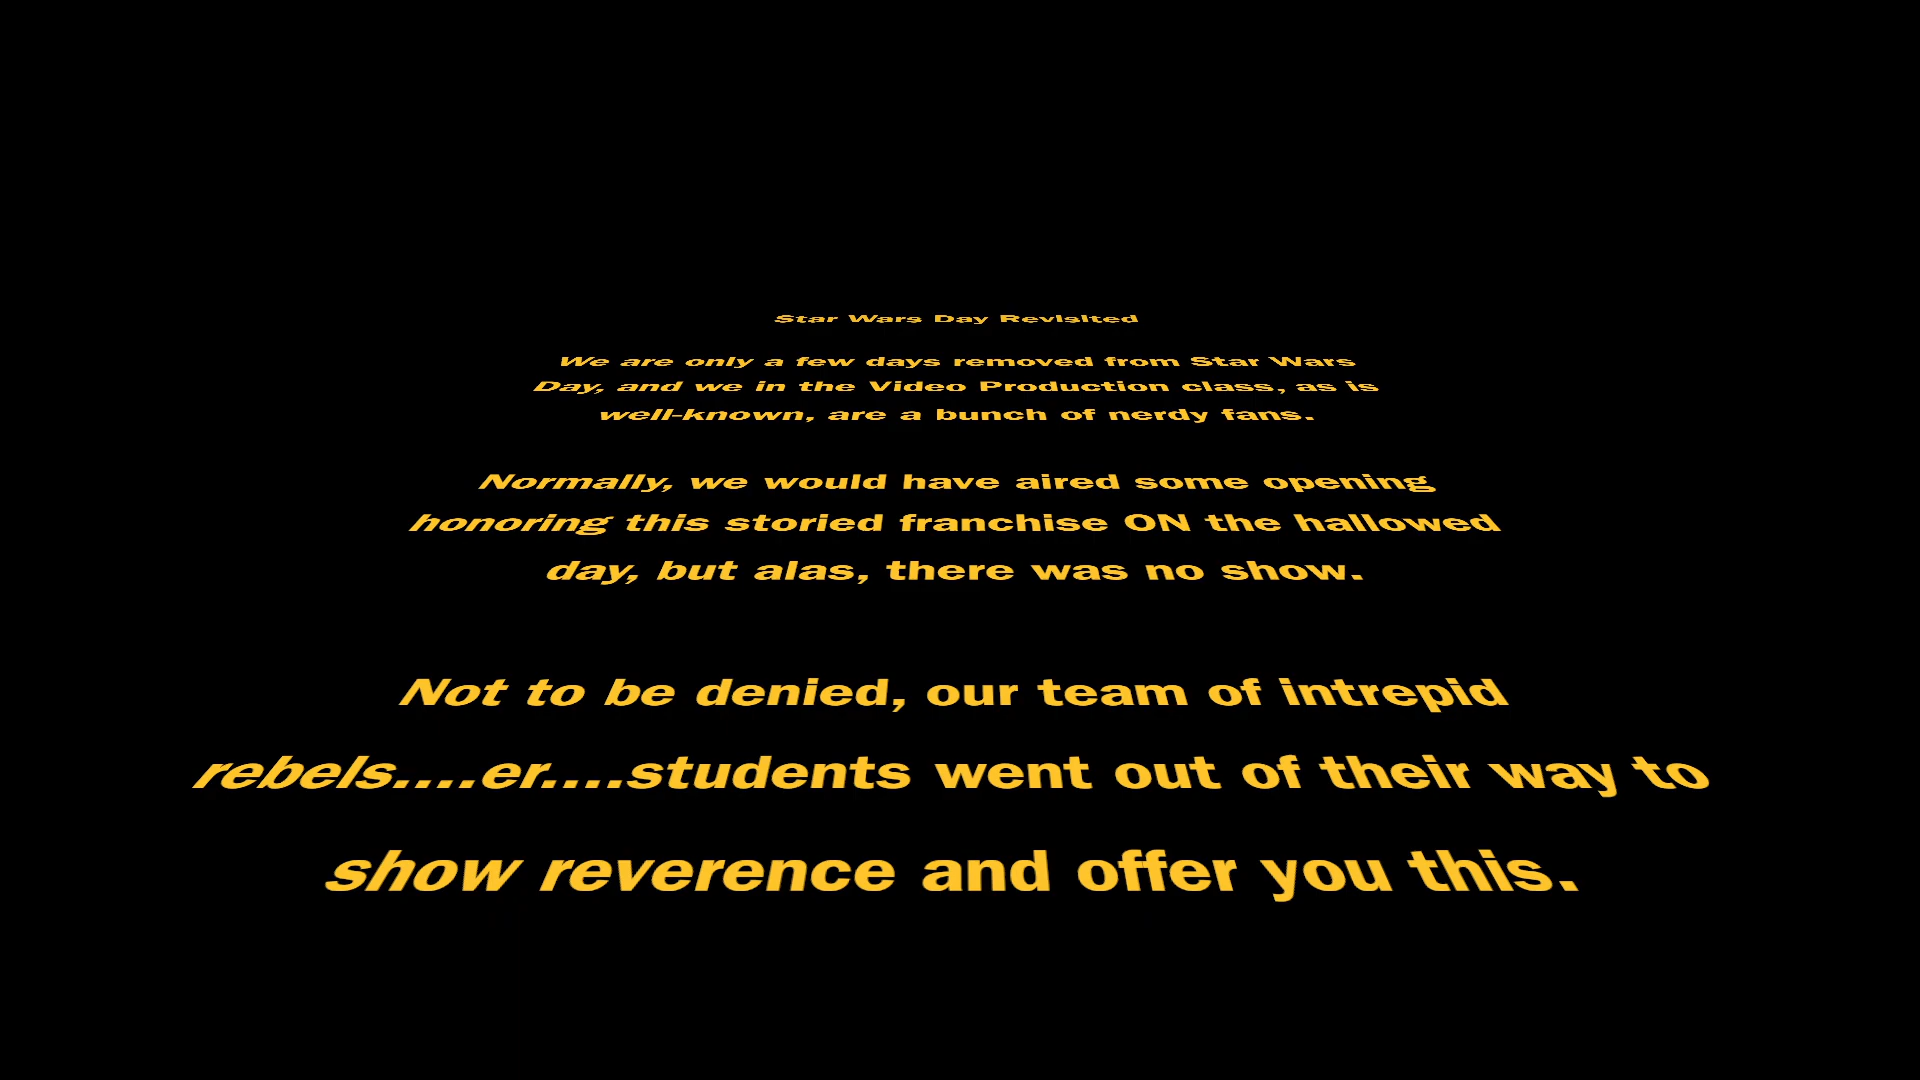 Star Wars Day Revisited
We are only a few days removed from Star Wars
Day, and we in the Video Production class, as is
well-known, are a bunch of nerdy fans.
Normally, we would have aired some opening
honoring this storied franchise ON the hallowed
day, but alas, there was no show.
Not to be denied, our team of intrepid
rebels....er....students went out of their way to
show reverence and offer you this.